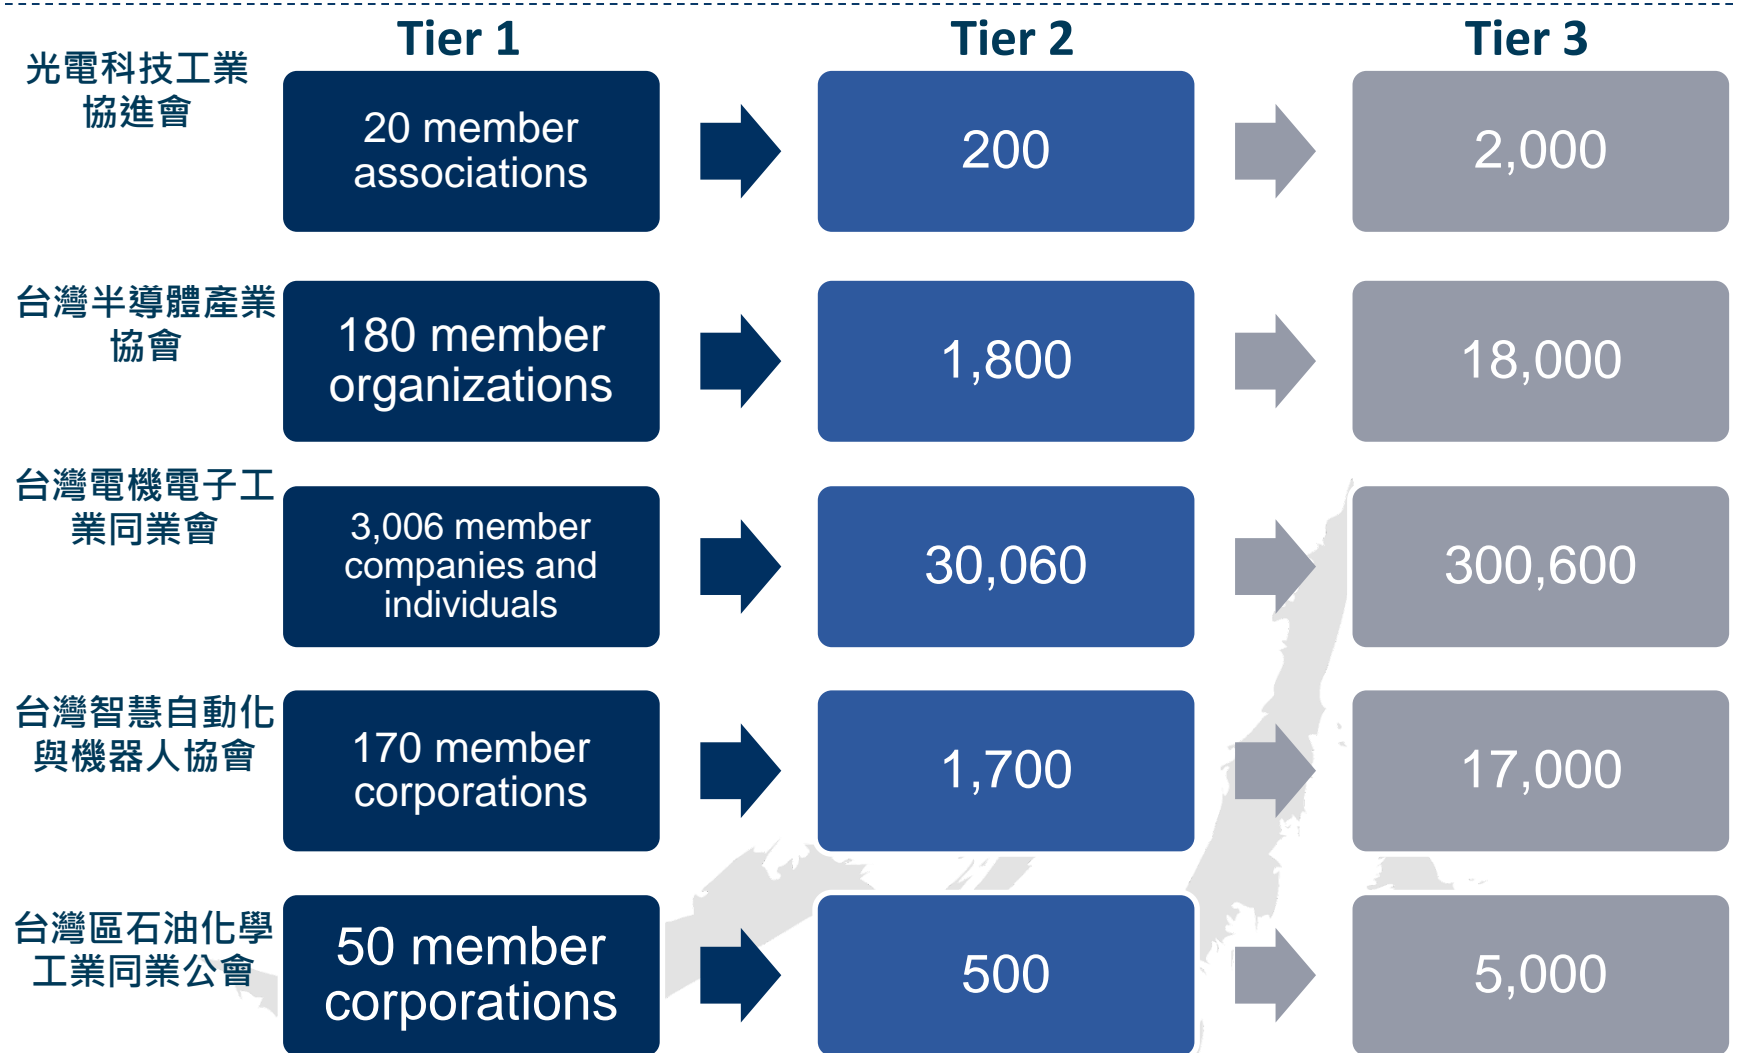 Tier 1
Tier 2
Tier 3
光電科技工業
協進會
20 member
associations
200
2,000
台灣半導體產業
協會
180 member
organizations
1,800
18,000
台灣電機電子工
業同業會
3,006 member
companies and
individuals
30,060
300,600
台灣智慧自動化
與機器人協會
170 member
corporations
1,700
17,000
台灣區石油化學
工業同業公會
50 member
corporations
500
5,000